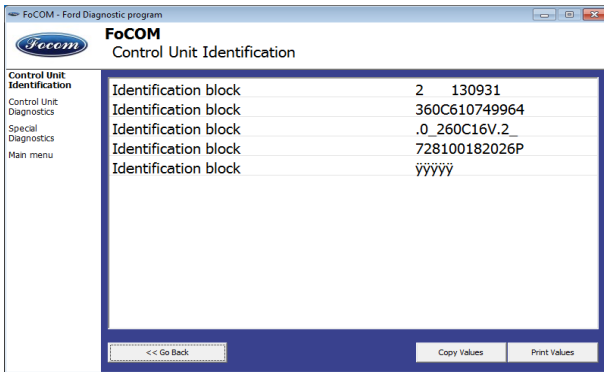 FoCOM - Ford Diagnostic program
Focom
FoCOM
Control Unit Identification
Control Unit
Identification
Control Unit
Diagnostics
Special
Diagnostics
Main menu
Identification block 2 130931
Identification block 360C610749964
Identification block .0_260C16V.2_
Identification block 728100182026P
Identification block ÿÿÿÿÿ
<< Go Back
Copy Values
Print Values